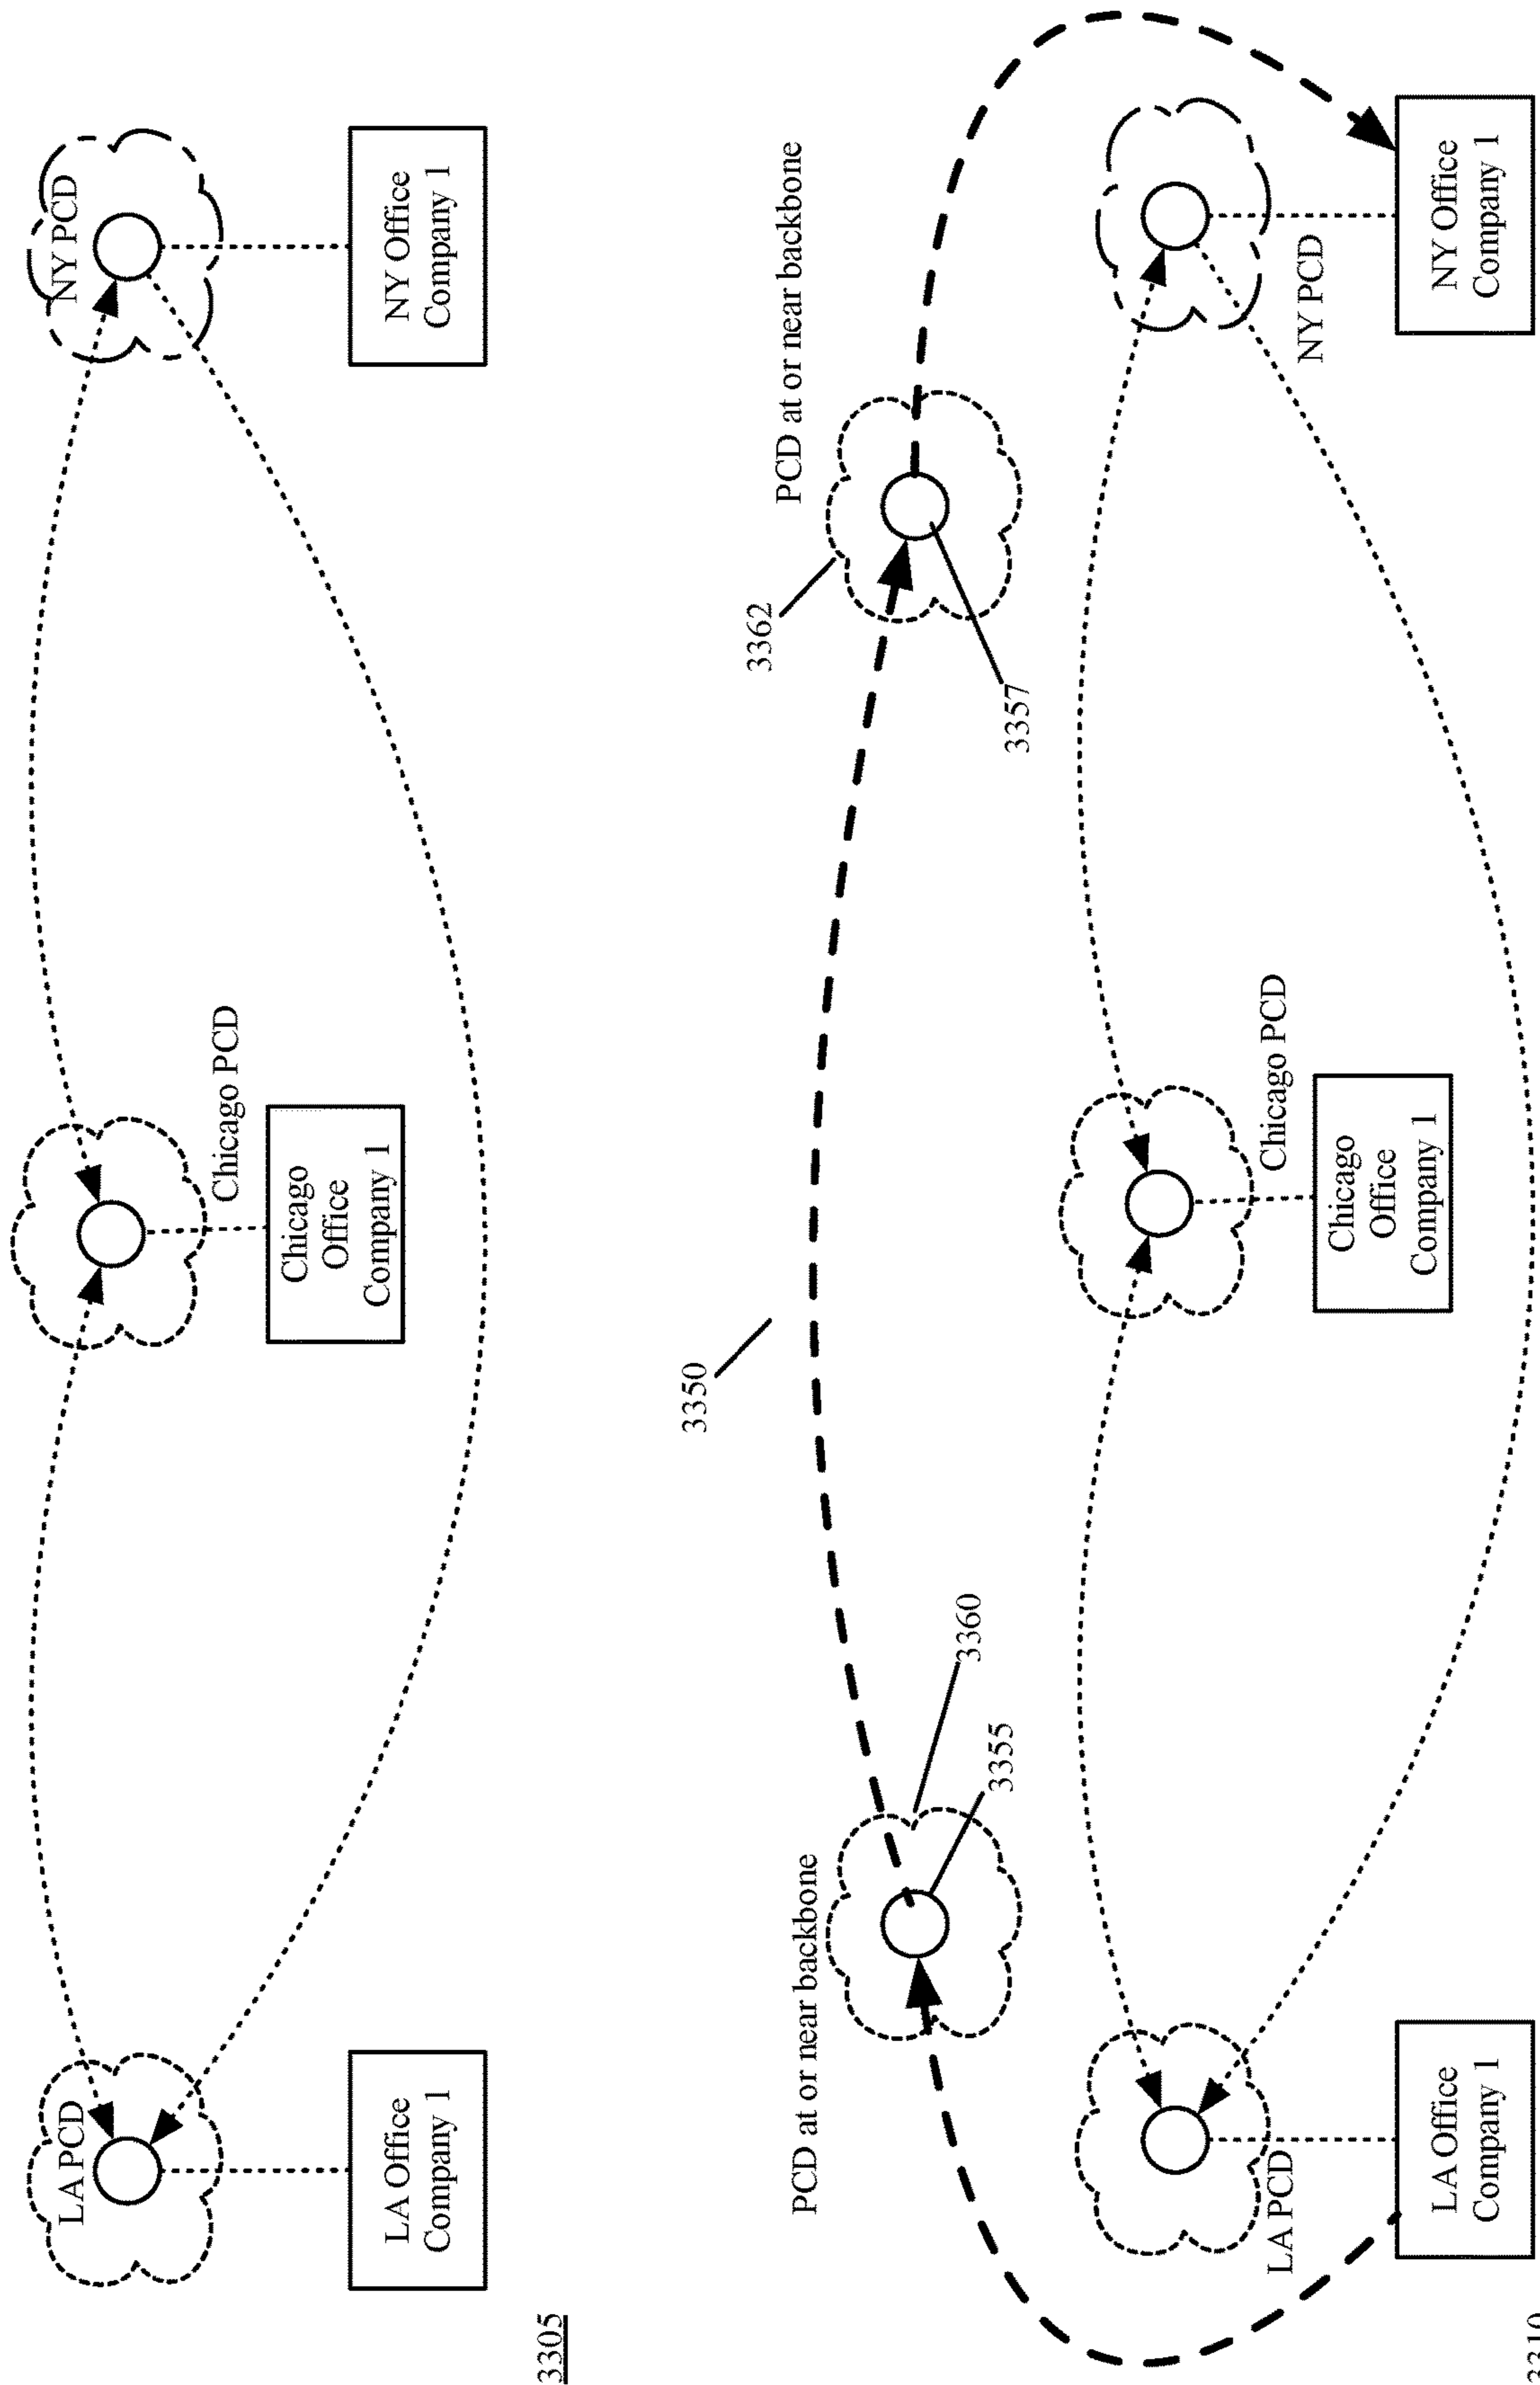 LA PCD
NY PCD
Chicago PCD
LA Office
Company 1
Chicago
Office
Company 1
NY Office
Company 1
3305
3350
3362
PCD at or near backbone
PCD at or near backbone
3360
3355
3357
LA PCD
Chicago PCD
NY PCD
LA Office
Company 1
Chicago
Office
Company 1
NY Office
Company 1
3310